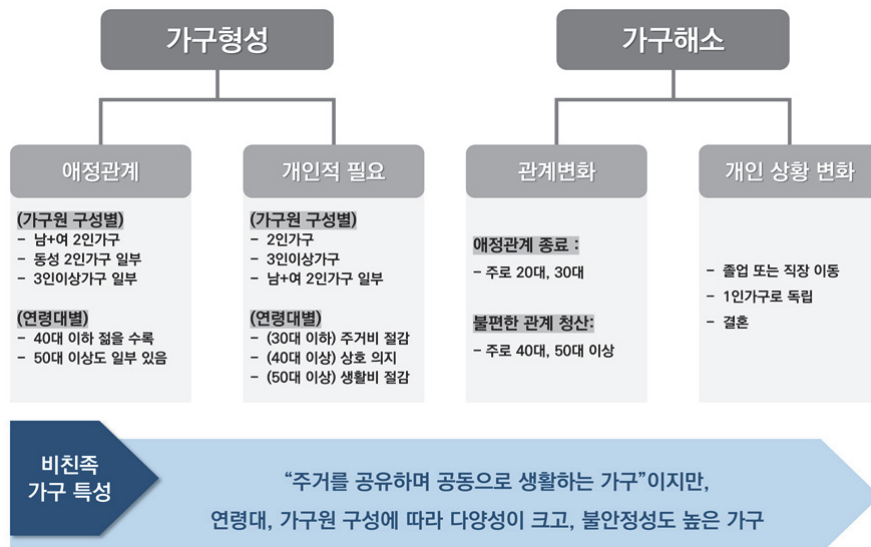 가구형성
가구해소
애정관계
(가구원 구성별)
- 남+여 2인가구
- 동성 2인가구 일부
- 3인이상가구 일부
(연령대별)
- 40대 이하 젊을 수록
- 50대 이상도 일부 있음
개인적 필요
(가구원 구성별)
- 2인가구
- 3인이상가구
- 남+여 2인가구 일부
(연령대별)
- (30대 이하) 주거비 절감
- (40대 이상) 상호 의지
- (50대 이상) 생활비 절감
관계변화
애정관계 종료 :
- 주로 20대, 30대
불편한 관계 청산:
- 주로 40대, 50대 이상
개인 상황 변화
- 졸업 또는 직장 이동
- 1인가구로 독립
- 결혼
비친족
가구 특성
“주거를 공유하며 공동으로 생활하는 가구”이지만,
연령대, 가구원 구성에 따라 다양성이 크고, 불안정성도 높은 가구